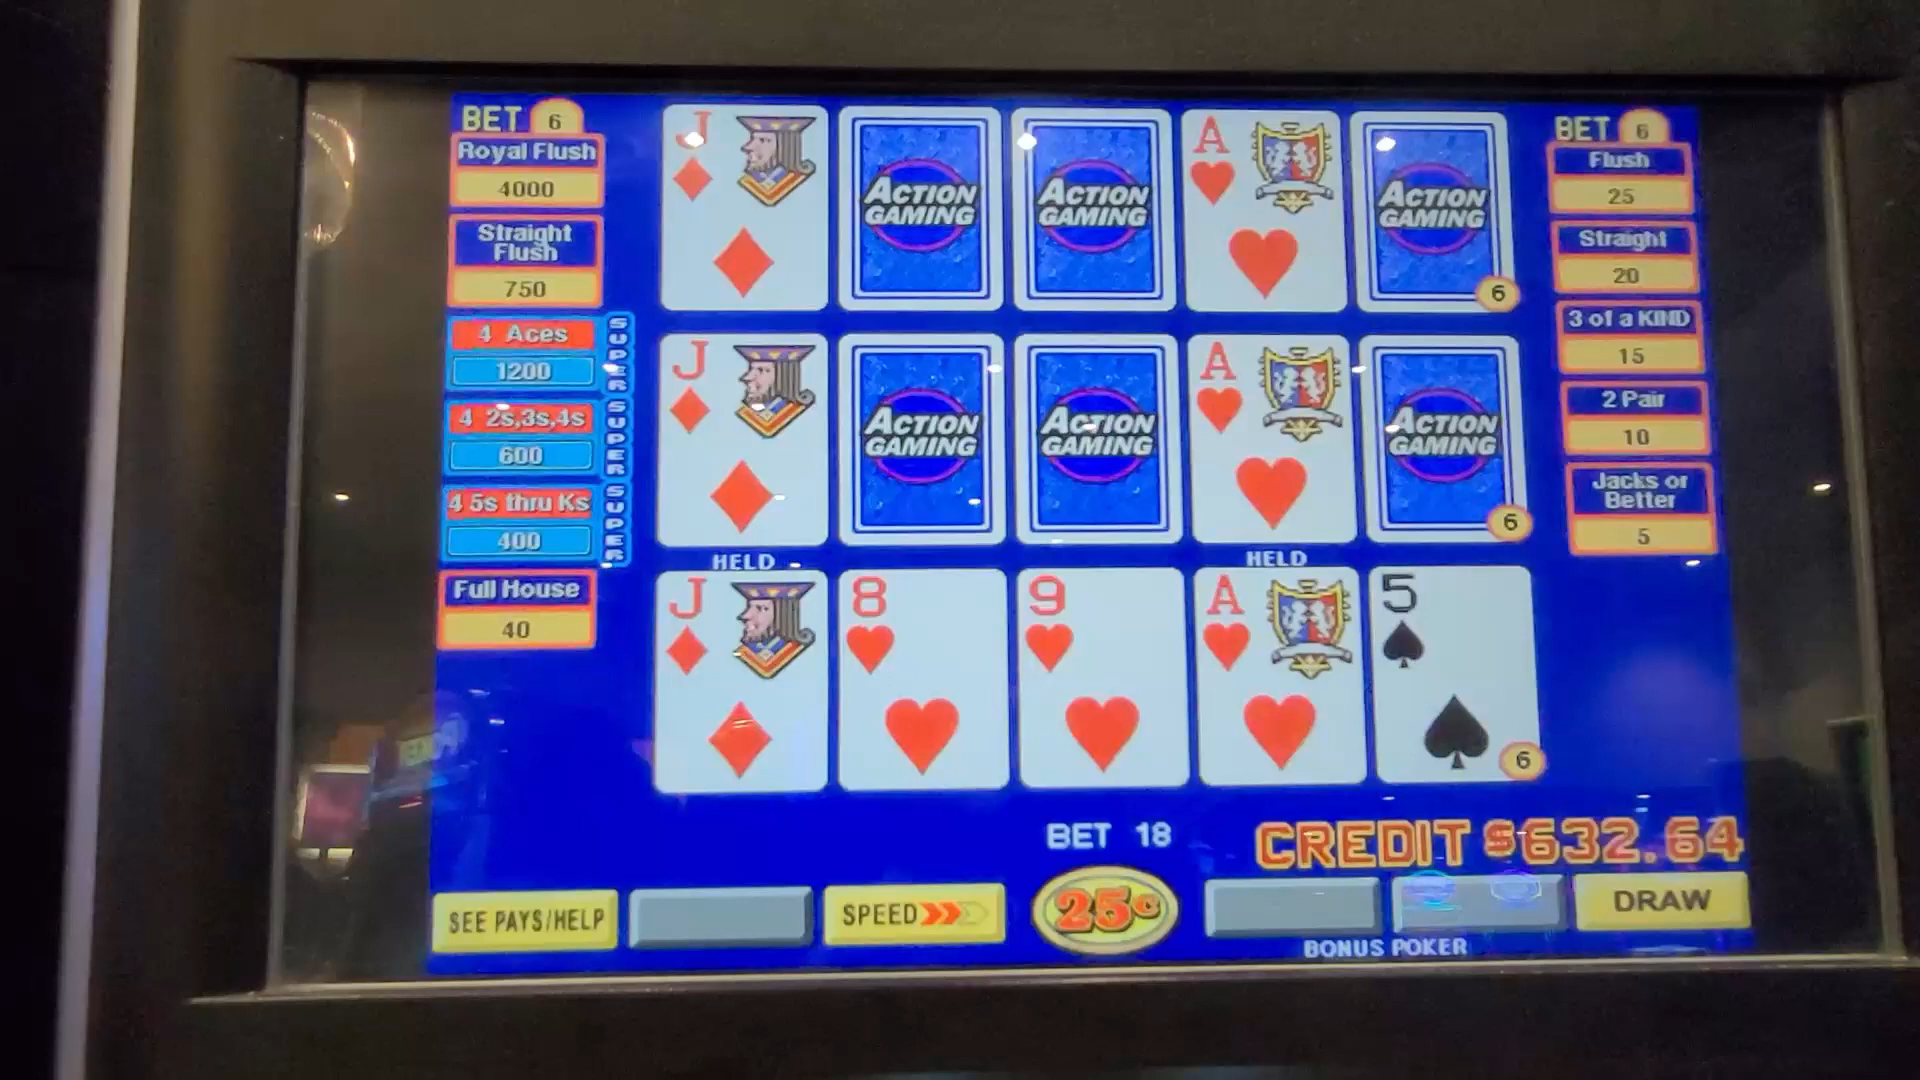 BET 6
Royal Flush
4000
Straight
Flush
750
4 Aces
1200
SUPER
4 2s,3s,4s
600
SUPER
4 5s thru Ks
400
SUPER
Full House
40
J
ACTION
GAMING
ACTION
GAMING
A
ACTION
GAMING
6
J
ACTION
GAMING
ACTION
GAMING
A
ACTION
GAMING
6
HELD
HELD
J
8
9
A
5
6
BET 6
Flush
25
Straight
20
3 of a KIND
15
2 Pair
10
Jacks or
Better
5
BET 18
CREDIT $632.64
SEE PAYS/HELP
SPEED
25¢
DRAW
BONUS POKER